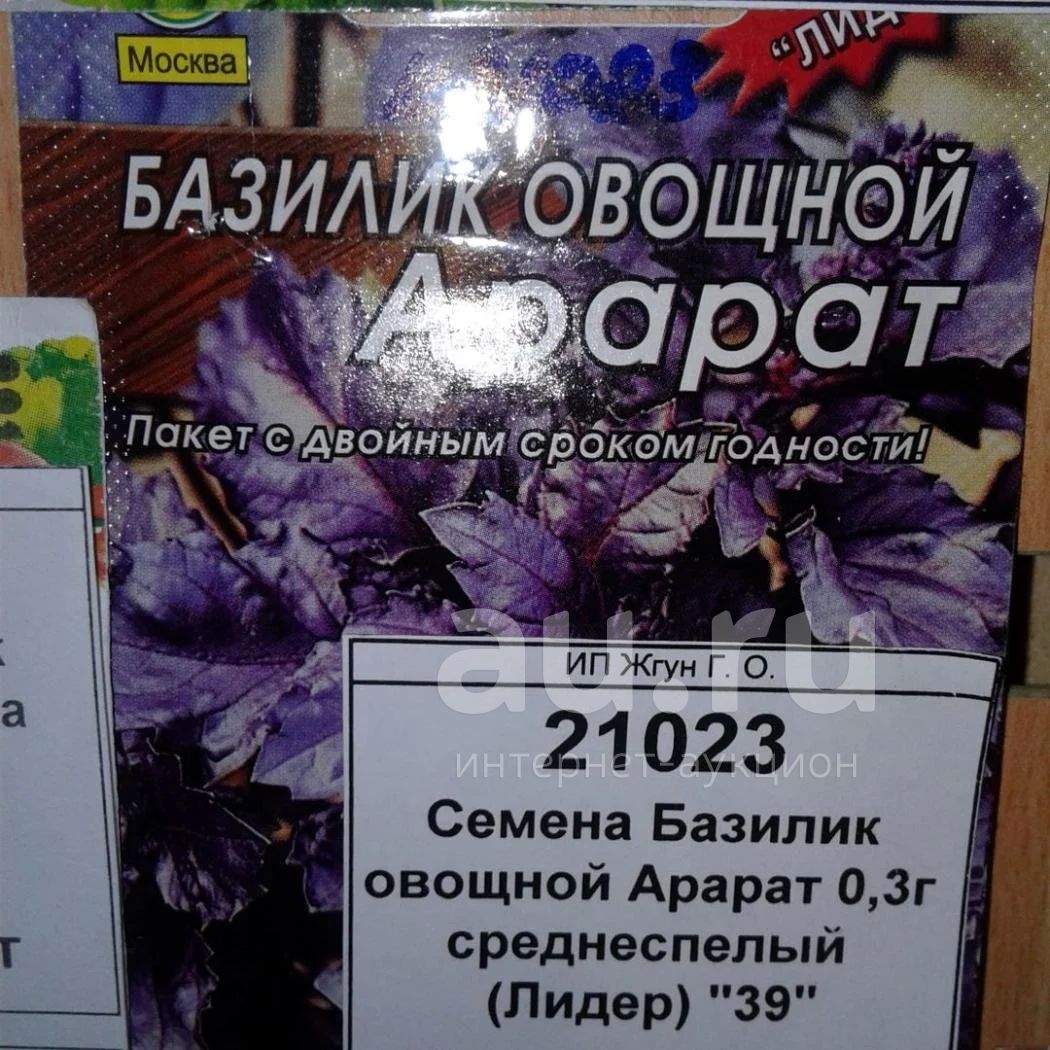 Москва
"ЛИД
БАЗИЛИК ОВОЩНОЙ
Арарат
Пакет с двойным сроком годности!
au.ru
интернет-аукцион
ИП Жгун Г. О.
21023
Семена Базилик
овощной Арарат 0,3г
среднеспелый
(Лидер) "39"
а
т